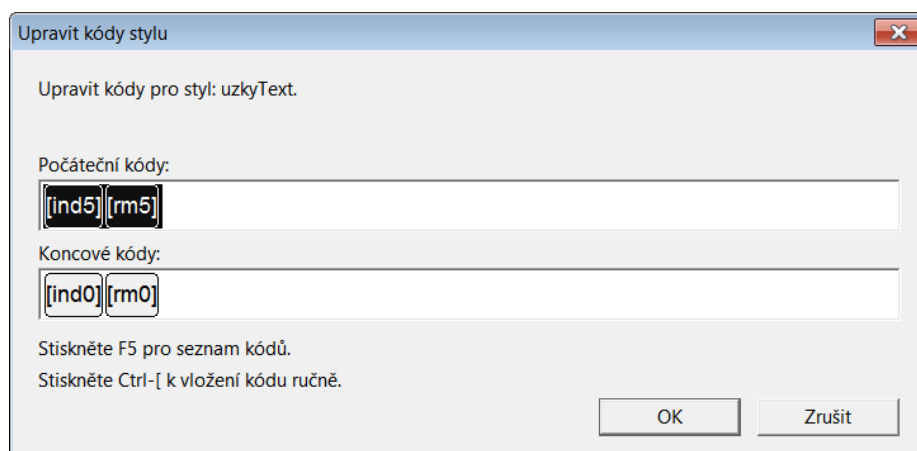 Upravit kódy stylu
Upravit kódy pro styl: uzkyText.
Počáteční kódy:
[ind5][rm5]
Koncové kódy:
[ind0][rm0]
Stiskněte F5 pro seznam kódů.
Stiskněte Ctrl-[ k vložení kódu ručně.
OK Zrušit